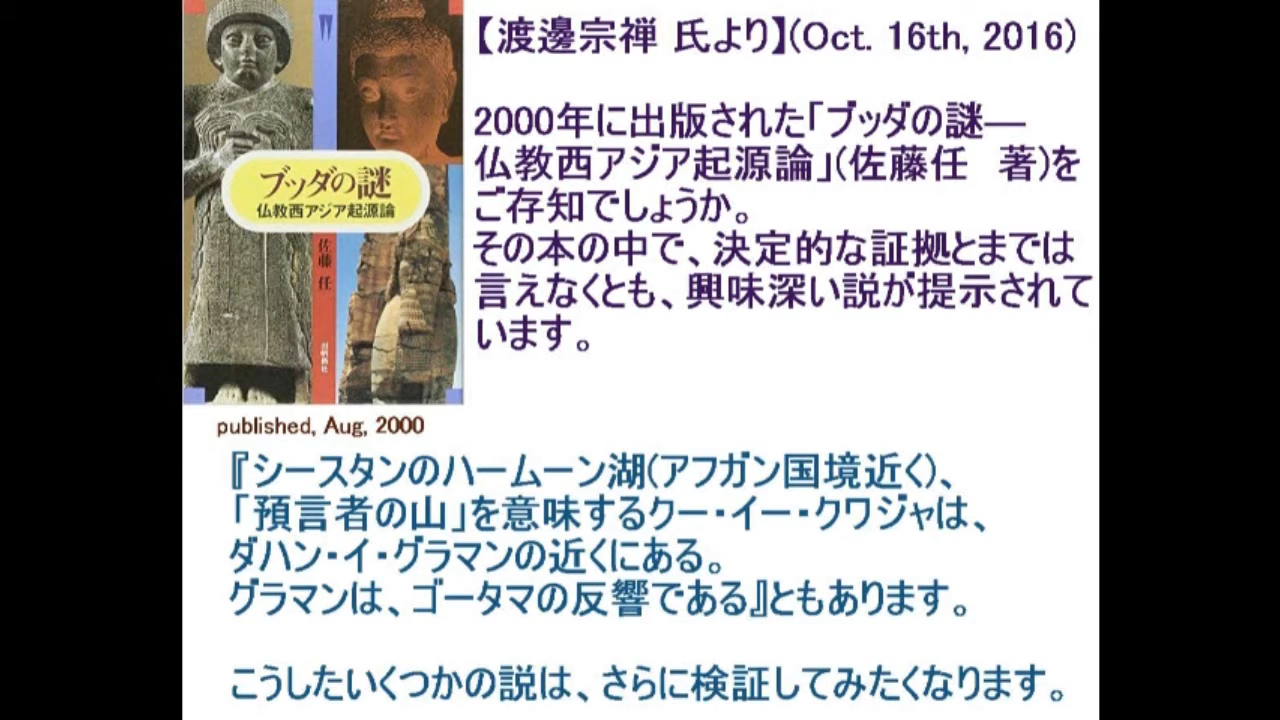 ブッダの謎
仏教西アジア起源論
佐藤 任
【渡邊宗禅 氏より】(Oct. 16th, 2016)
2000年に出版された「ブッダの謎―
仏教西アジア起源論」(佐藤任 著)を
ご存知でしょうか。
その本の中で、決定的な証拠とまでは
言えなくとも、興味深い説が提示されて
います。
published, Aug, 2000
『シースタンのハームーン湖(アフガン国境近く)、
「預言者の山」を意味するクー・イー・クワジャは、
ダハン・イ・グラマンの近くにある。
グラマンは、ゴータマの反響である』ともあります。
こうしたいくつかの説は、さらに検証してみたくなります。